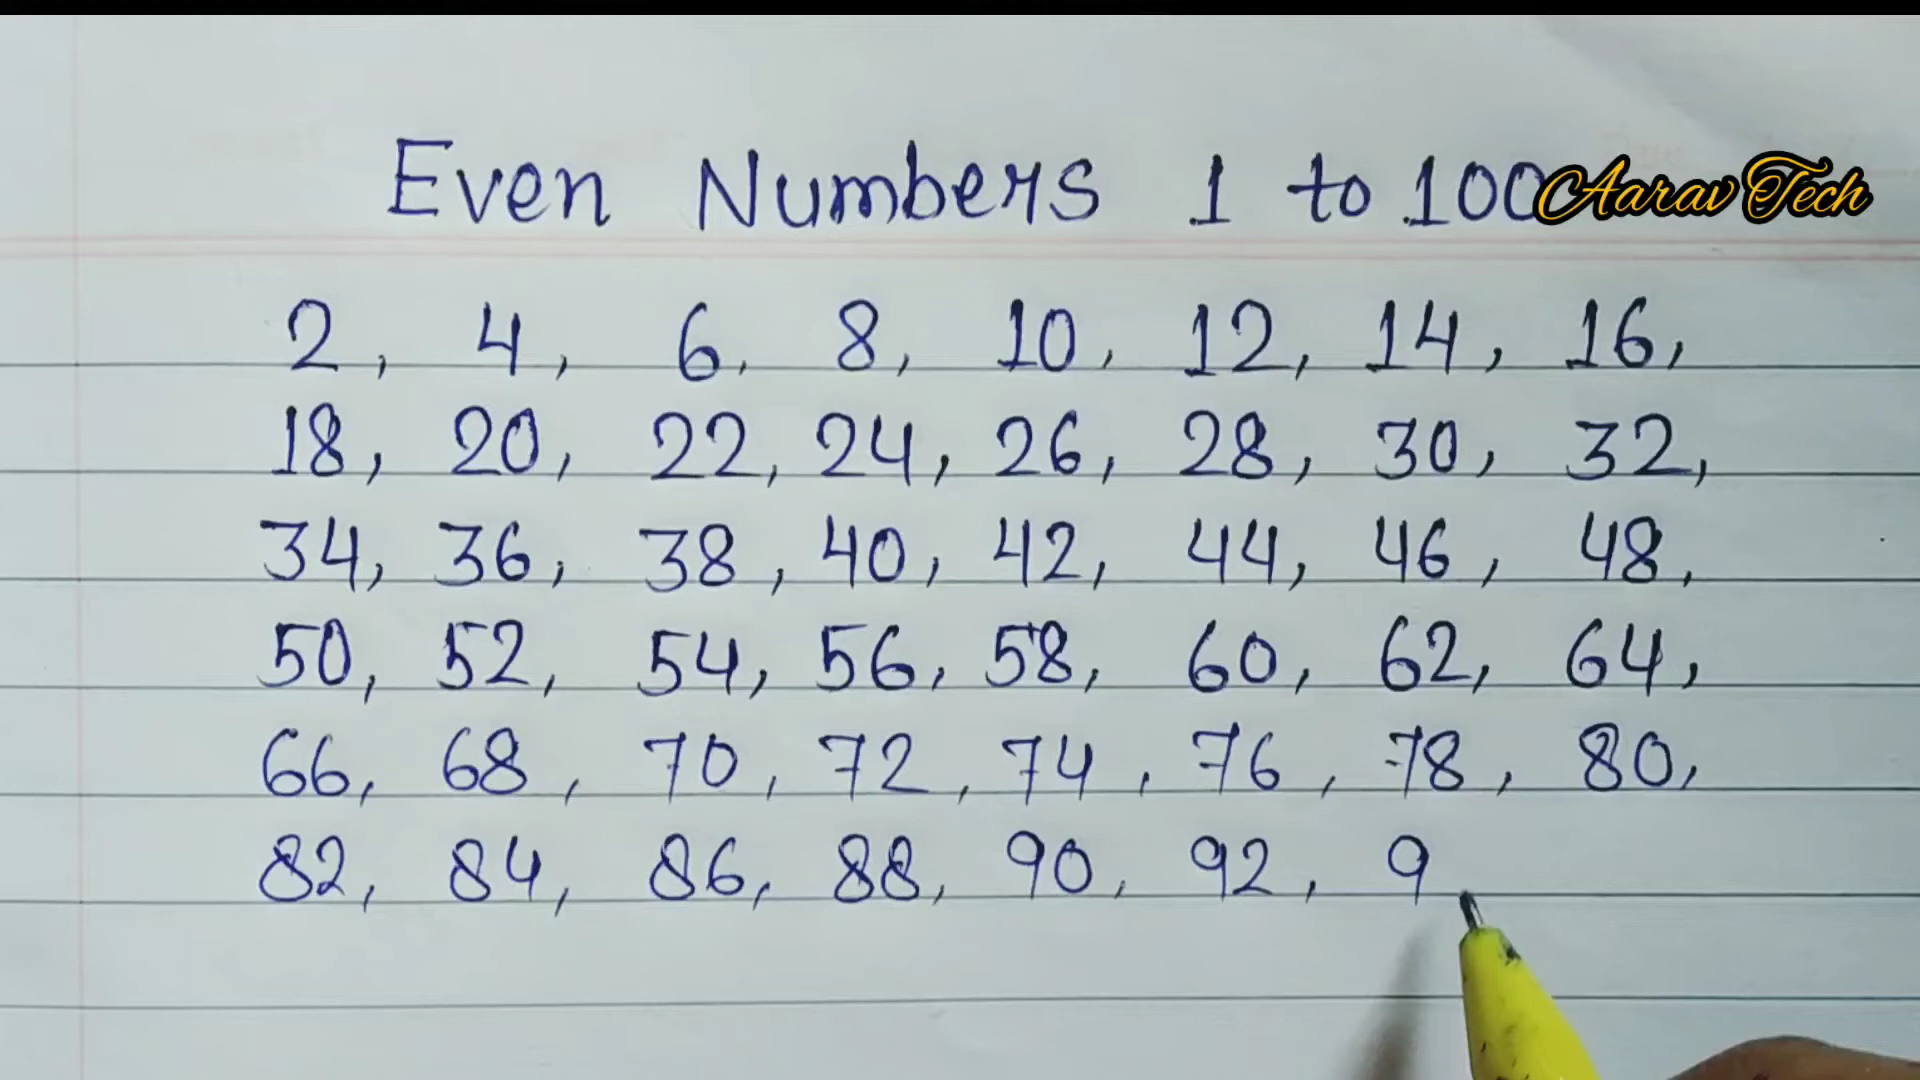 Even Numbers 1 to 100 Aarav Tech
2, 4, 6, 8, 10, 12, 14, 16,
18, 20, 22, 24, 26, 28, 30, 32,
34, 36, 38, 40, 42, 44, 46, 48,
50, 52, 54, 56, 58, 60, 62, 64,
66, 68, 70, 72, 74, 76, 78, 80,
82, 84, 86, 88, 90, 92, 9